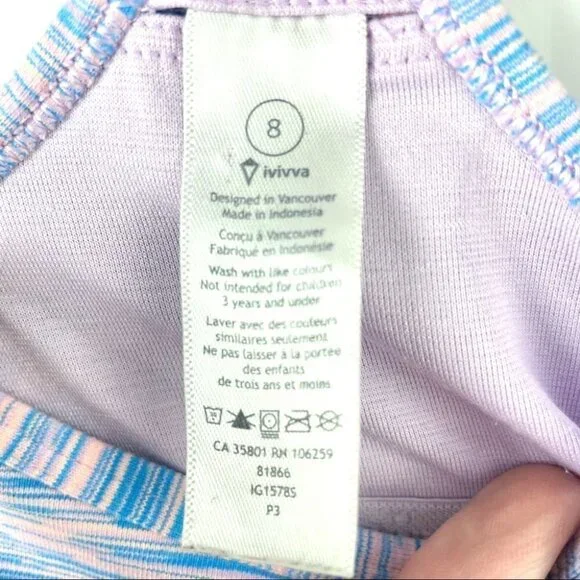 8
ivivva
Designed in Vancouver
Made in Indonesia
Conçu à Vancouver
Fabriqué en Indonésie
Wash with like colours
Not intended for children
3 years and under
Laver avec des couleurs
similaires seulement
Ne pas laisser à la portée
des enfants
de trois ans et moins
CA 35801 RN 106259
81866
IG1578S
P3